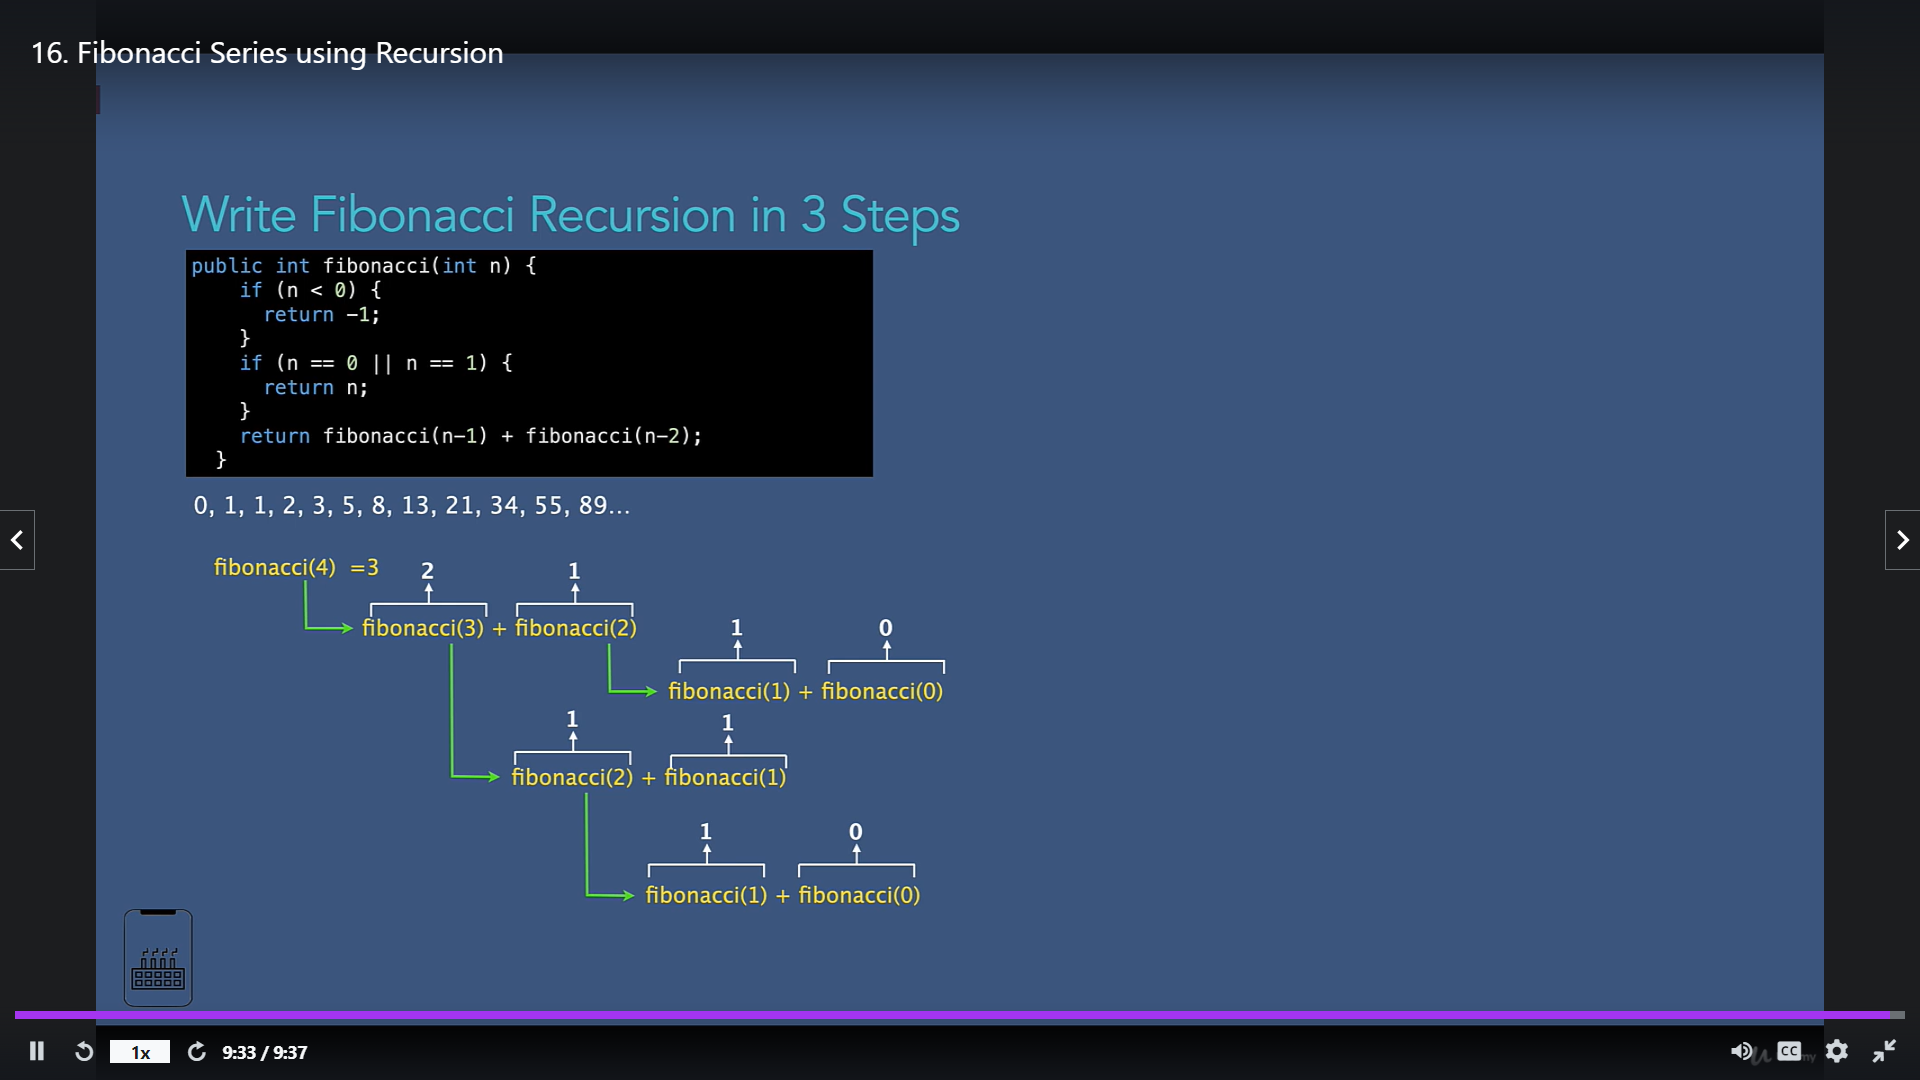 16. Fibonacci Series using Recursion
Write Fibonacci Recursion in 3 Steps
public int fibonacci(int n) {
if (n < 0) {
return -1;
}
if (n == 0 || n == 1) {
return n;
}
return fibonacci(n-1) + fibonacci(n-2);
}
0, 1, 1, 2, 3, 5, 8, 13, 21, 34, 55, 89...
fibonacci(4) =3 2 1
fibonacci(3) + fibonacci(2)
1 0
fibonacci(1) + fibonacci(0)
1 1
fibonacci(2) + fibonacci(1)
1 0
fibonacci(1) + fibonacci(0)
1x 9:33 / 9:37 CC